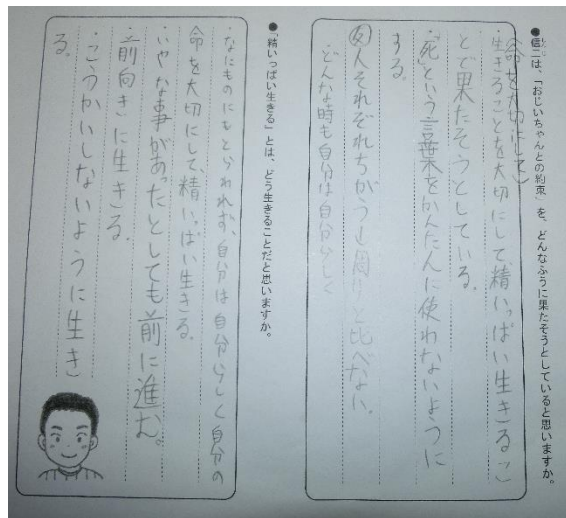 ●信二は、「おじいちゃんとの約束」を、どんなふうに果たそうとしていると思いますか。
命を大切にして
・生きることを大切にして、精いっぱい生きるこ
とで果たそうとしている。
・「死」という言葉をかんたんに使わないように
する。
友人それぞれちがう→周りと比べない。
どんな時も自分は自分らしく
●「精いっぱい生きる」とは、どう生きることだと思いますか。
・なにものにもとらわれず、自分は自分らしく自分の
命を大切にして、精いっぱい生きる。
・いやな事があったとしても前に進む。
前向きに生きる。
・こうかいしないように生き
る。